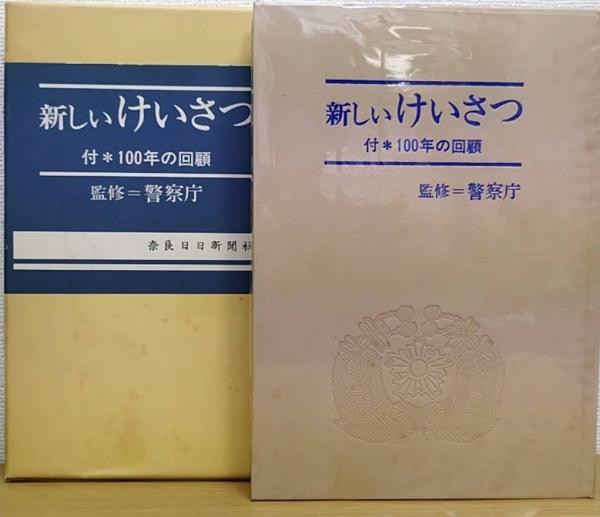 新しいけいさつ
付*100年の回顧
監修=警察庁
奈良日日新聞社
新しいけいさつ
付*100年の回顧
監修=警察庁